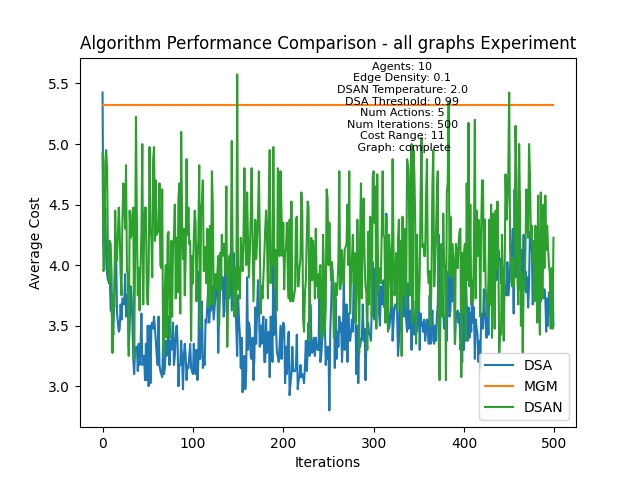 Algorithm Performance Comparison - all graphs Experiment
Agents: 10
Edge Density: 0.1
DSAN Temperature: 2.0
DSA Threshold: 0.99
Num Actions: 5
Num Iterations: 500
Cost Range: 11
Graph: complete
Average Cost
5.5
5.0
4.5
4.0
3.5
3.0
DSA
MGM
DSAN
0
100
200
300
400
500
Iterations